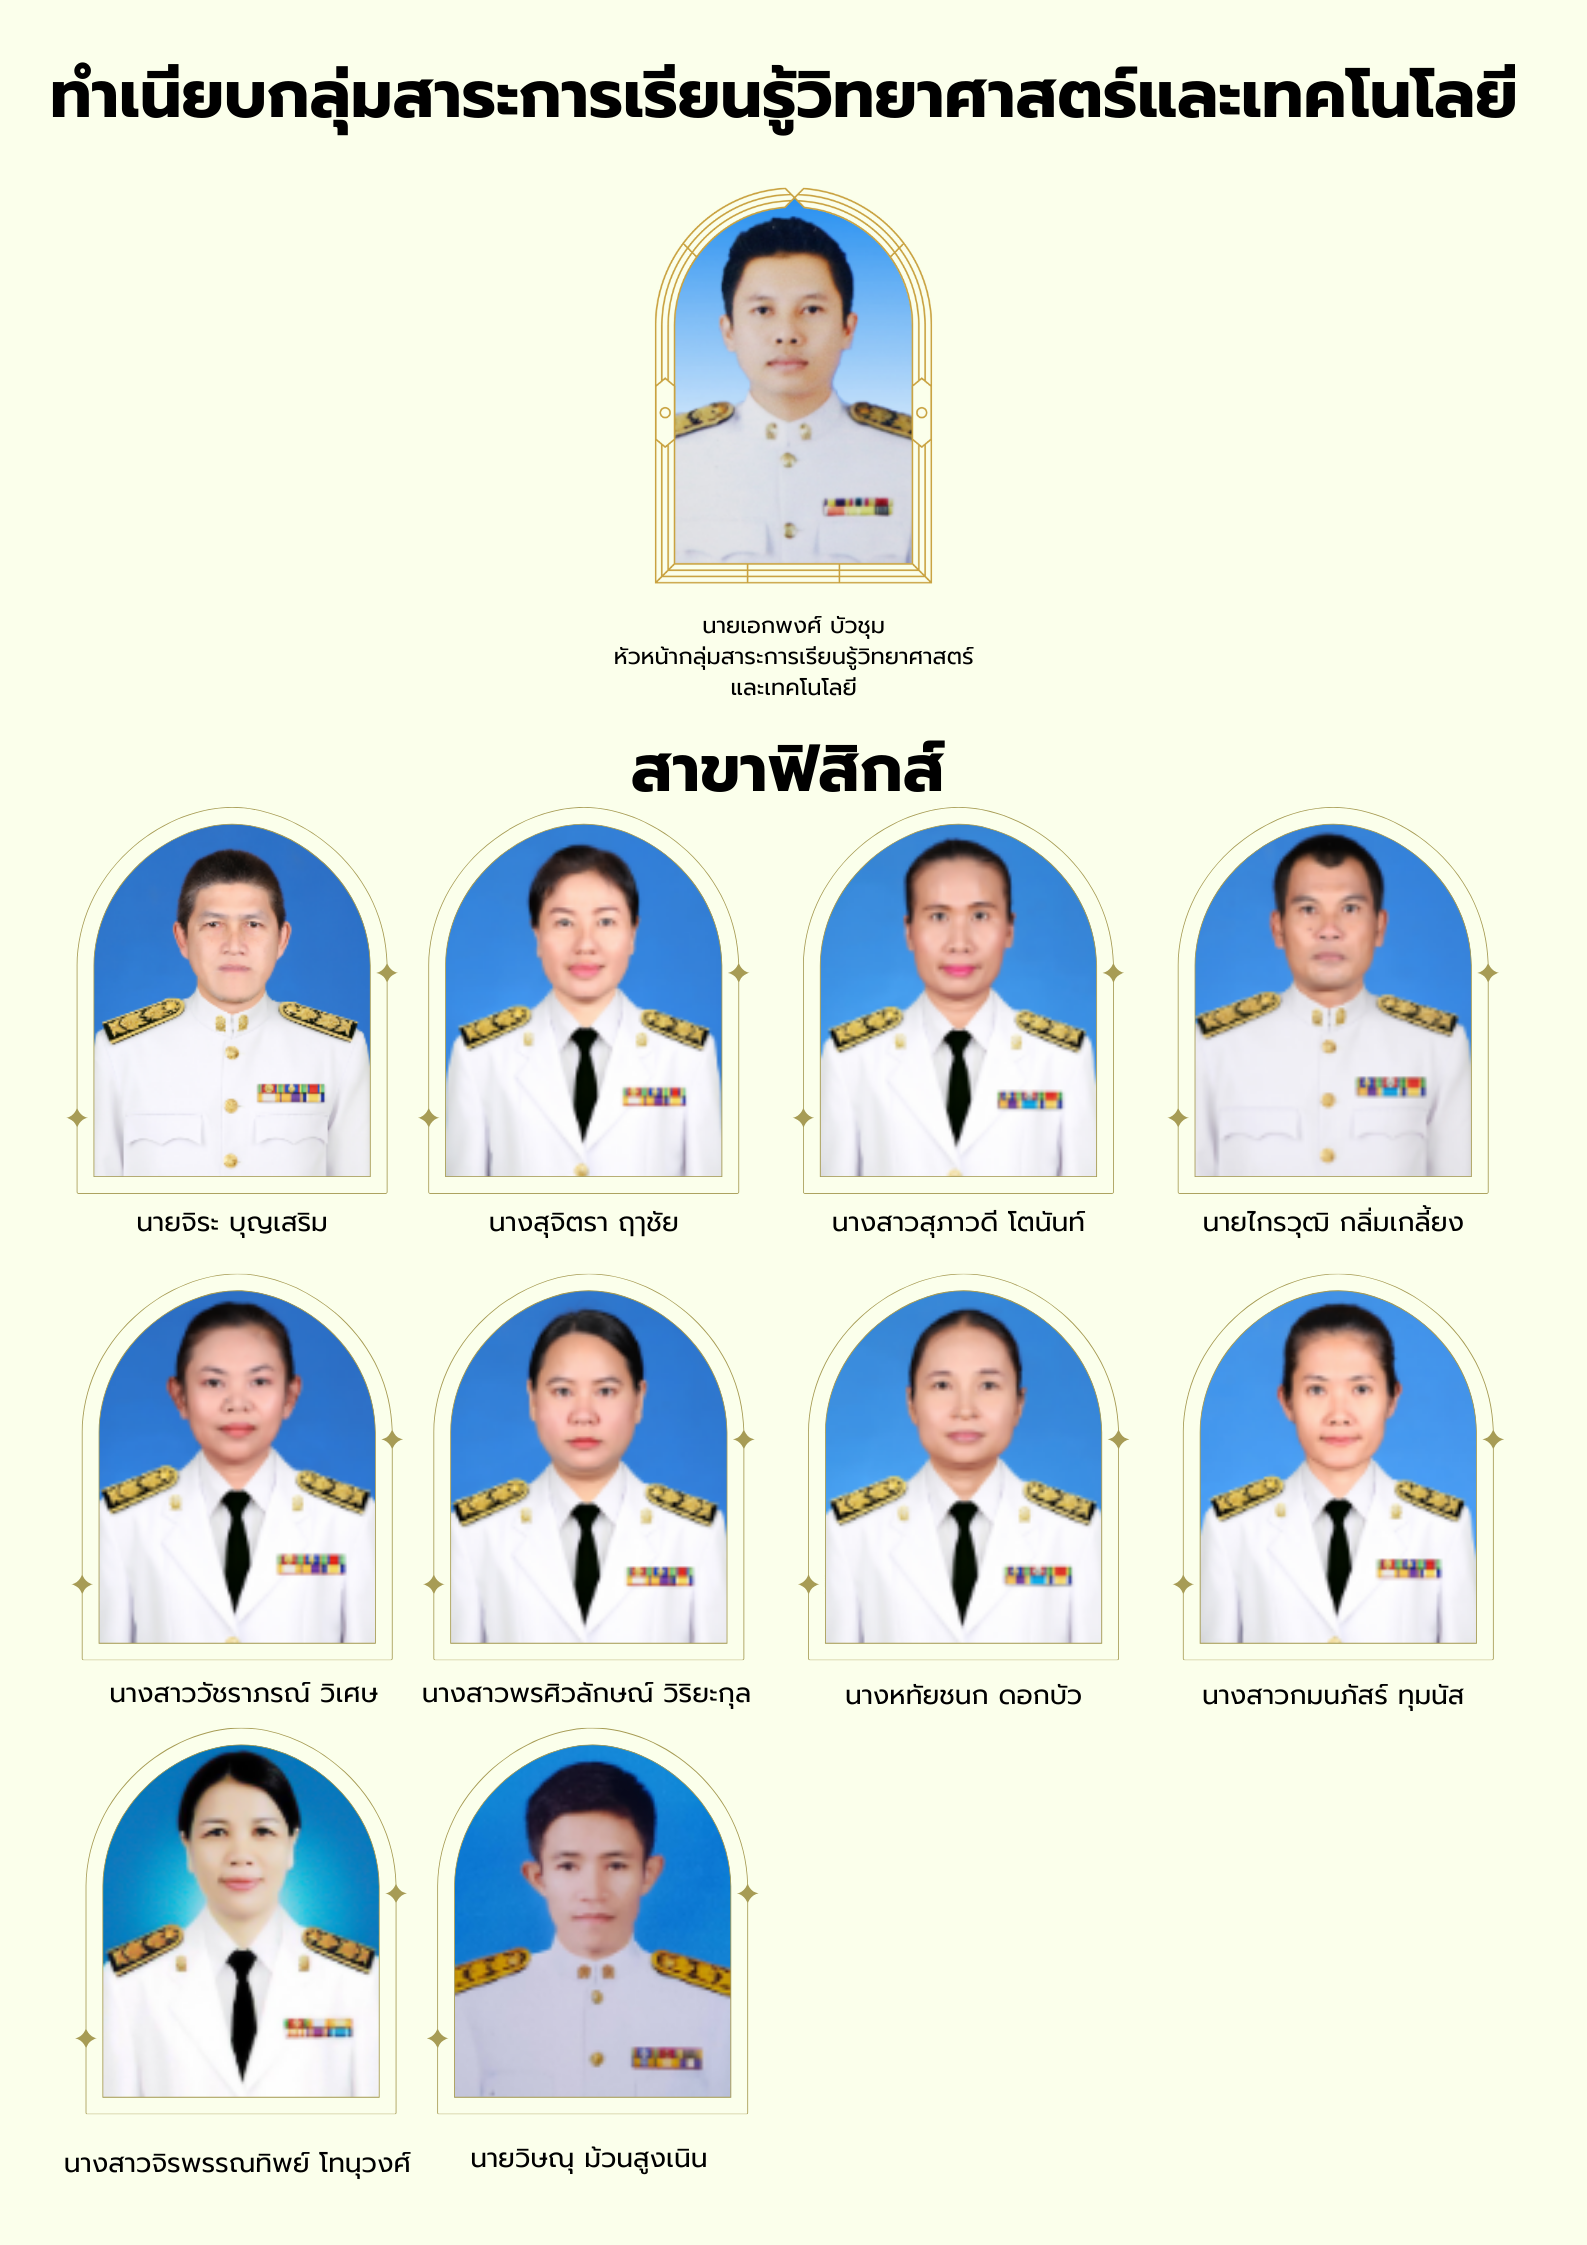 ทำเนียบกลุ่มสาระการเรียนรู้วิทยาศาสตร์และเทคโนโลยี
นายเอกพงศ์ บัวชุม
หัวหน้ากลุ่มสาระการเรียนรู้วิทยาศาสตร์
และเทคโนโลยี
สาขาฟิสิกส์
นายจิระ บุญเสริม
นางสุจิตรา ฤๅชัย
นางสาวสุภาวดี โตนันท์
นายไกรวุฒิ กลิ่มเกลี้ยง
นางสาววัชราภรณ์ วิเศษ
นางสาวพรศิวลักษณ์ วิริยะกุล
นางหทัยชนก ดอกบัว
นางสาวกมนภัสร์ ทุมนัส
นางสาวจิรพรรณทิพย์ โทนุวงศ์
นายวิษณุ ม้วนสูงเนิน